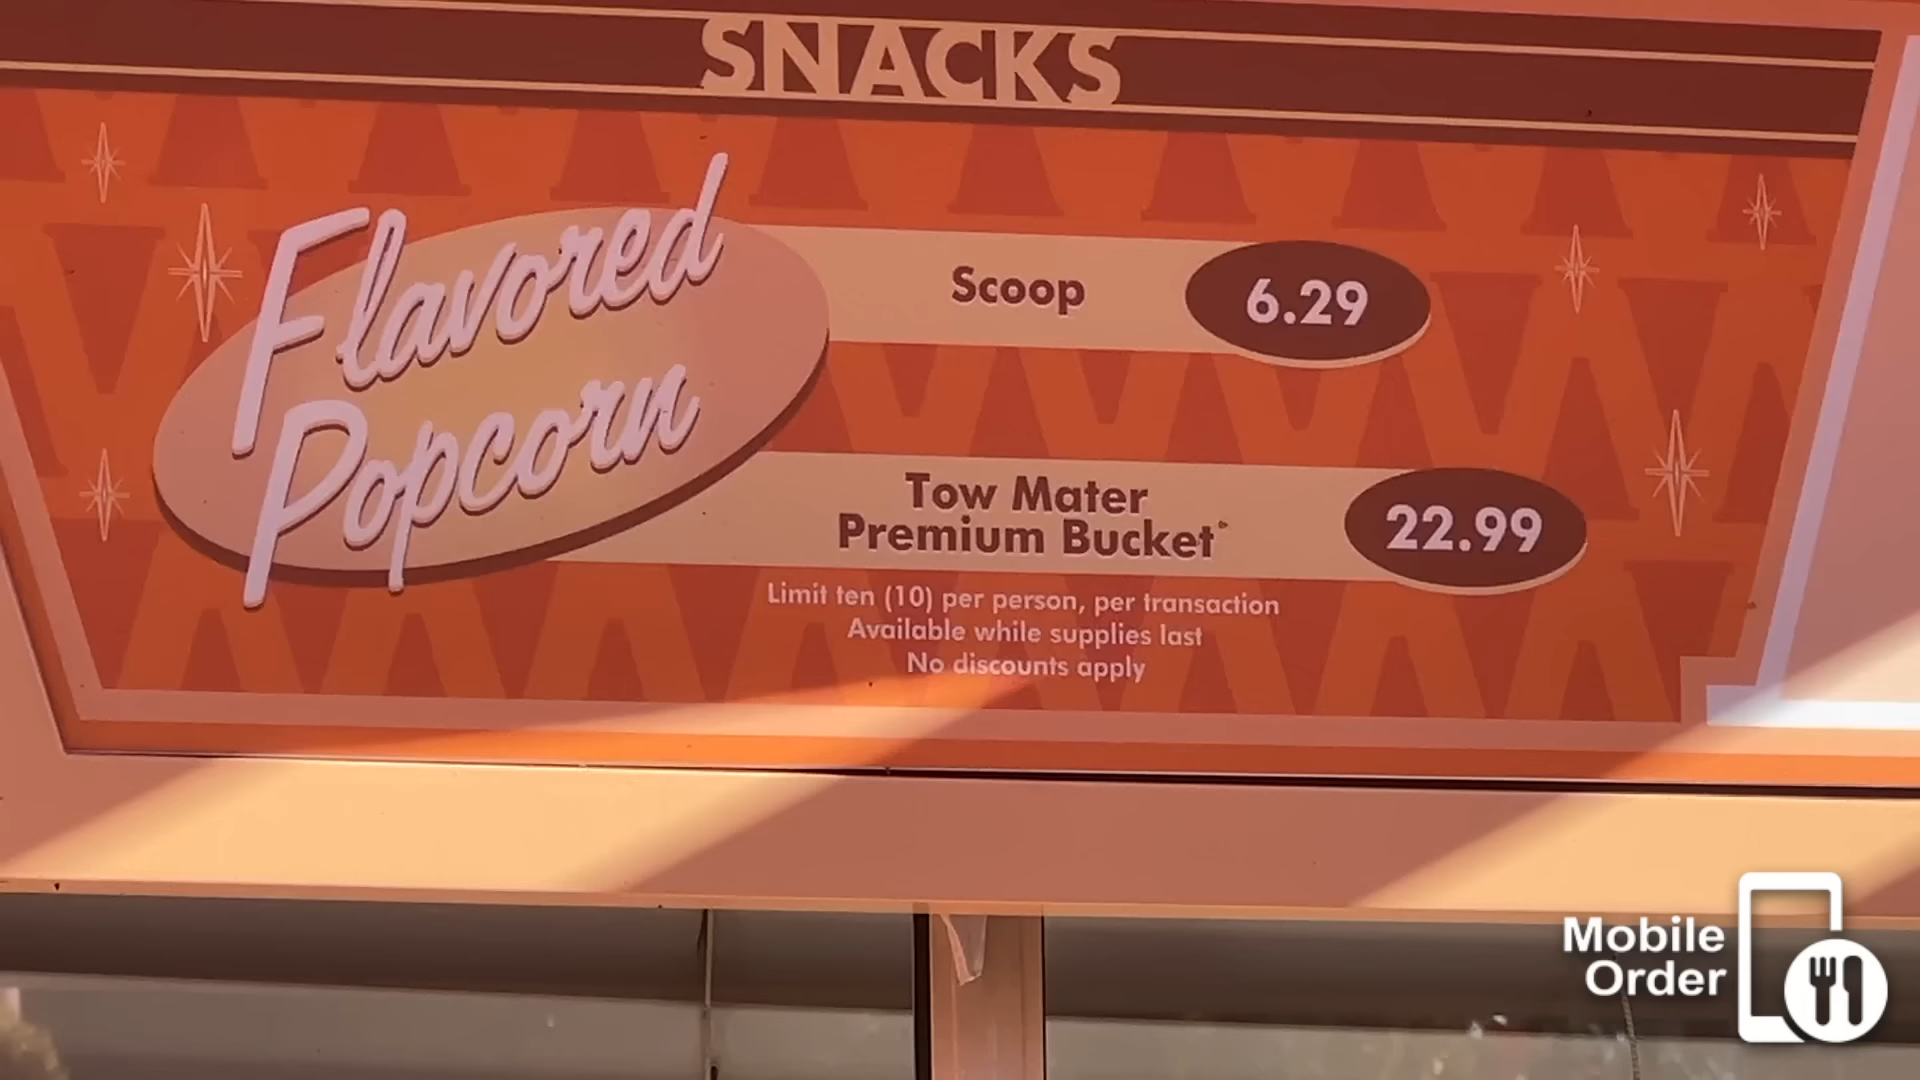 SNACKS
Flavored
Popcorn
Scoop 6.29
Tow Mater
Premium Bucket* 22.99
Limit ten (10) per person, per transaction
Available while supplies last
No discounts apply
Mobile
Order